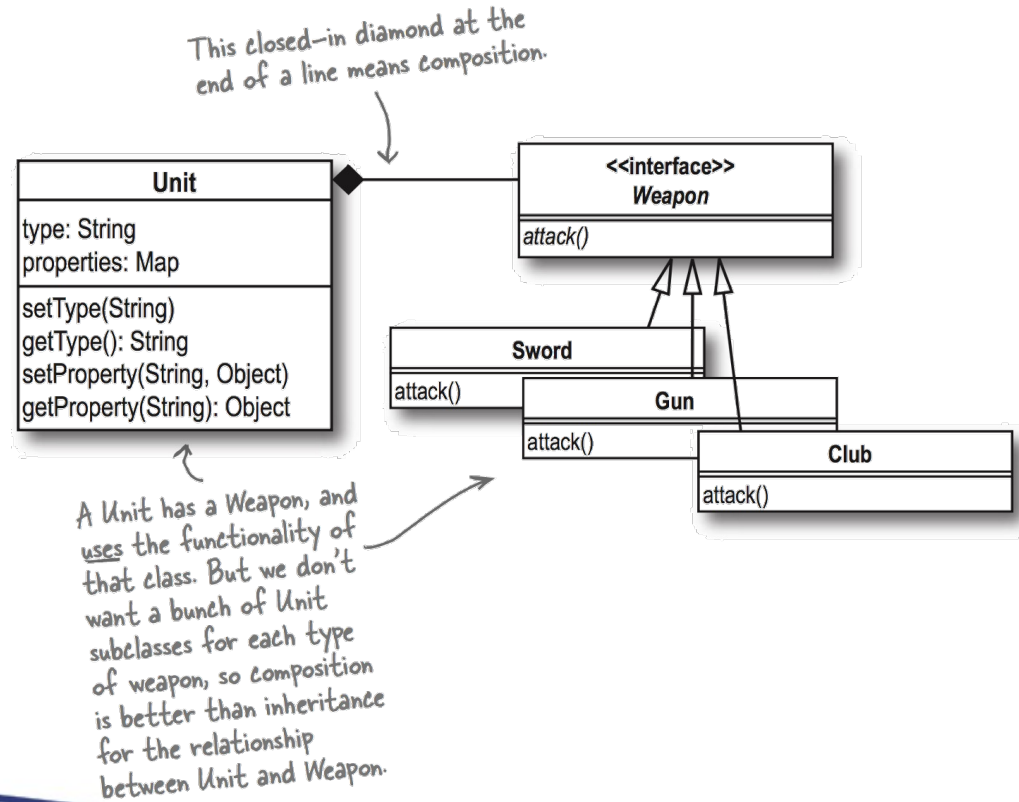 This closed-in diamond at the
end of a line means composition.
Unit
type: String
properties: Map
setType(String)
getType(): String
setProperty(String, Object)
getProperty(String): Object
<<interface>>
Weapon
attack()
Sword
attack()
Gun
attack()
Club
attack()
A Unit has a Weapon, and
uses the functionality of
that class. But we don't
want a bunch of Unit
subclasses for each type
of weapon, so composition
is better than inheritance
for the relationship
between Unit and Weapon.